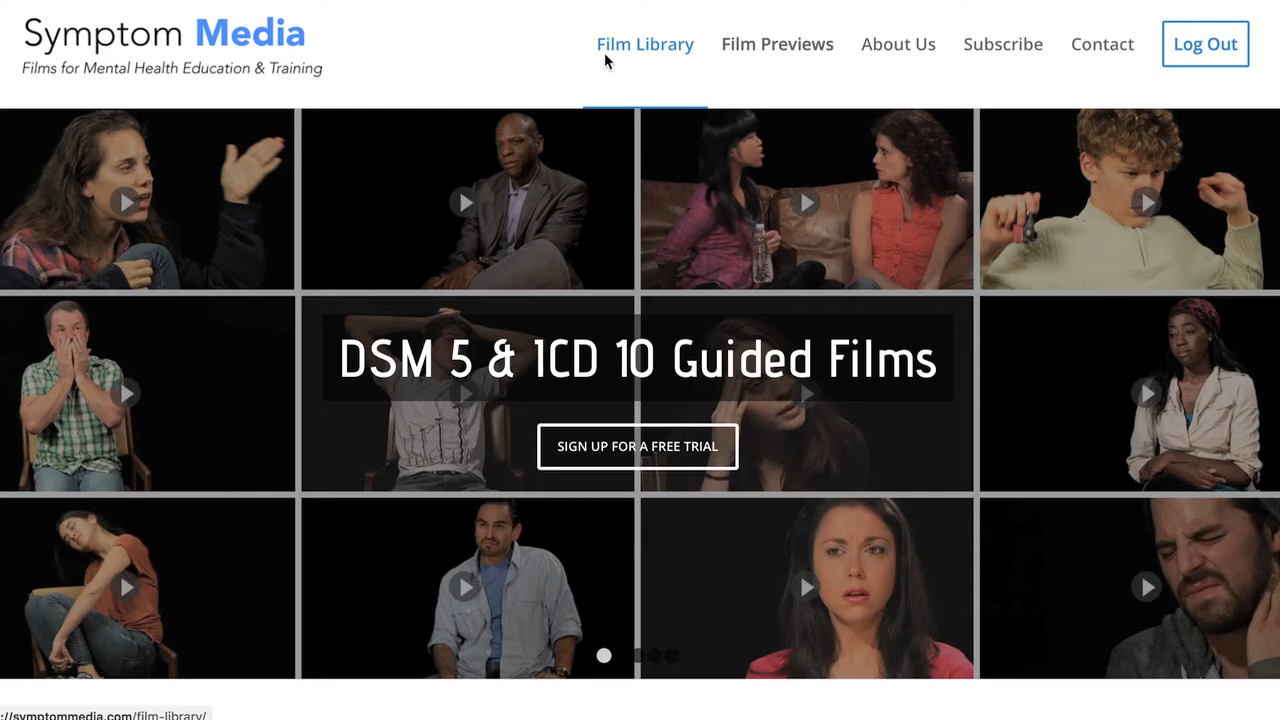 Symptom Media
Films for Mental Health Education & Training
Film Library
Film Previews
About Us
Subscribe
Contact
Log Out
DSM 5 & ICD 10 Guided Films
SIGN UP FOR A FREE TRIAL
://symptommedia.com/film-library/